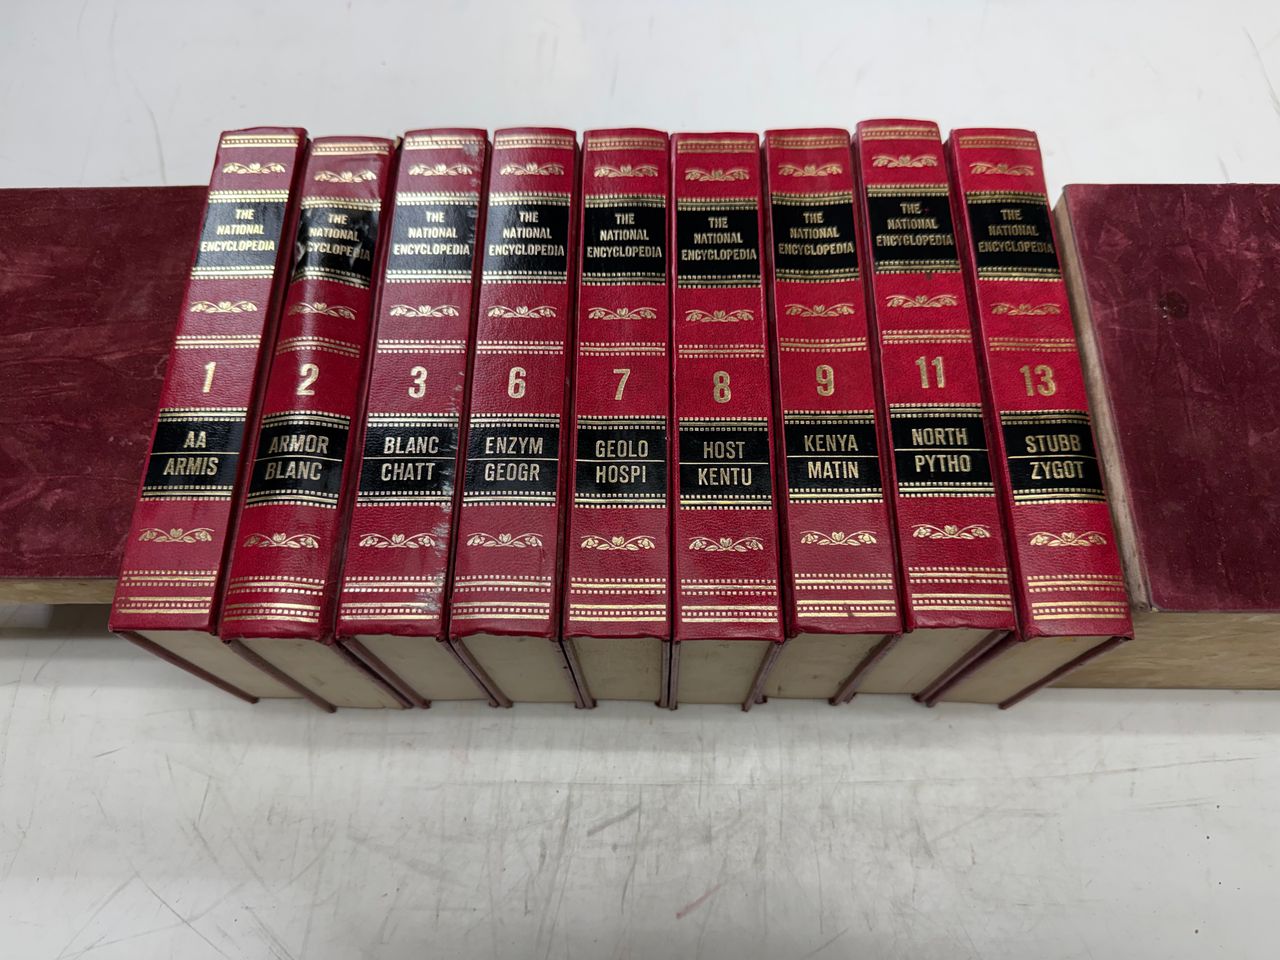 THE
NATIONAL
ENCYCLOPEDIA
1
AA
ARMIS
THE
NATIONAL
ENCYCLOPEDIA
2
ARMOR
BLANC
THE
NATIONAL
ENCYCLOPEDIA
3
BLANC
CHATT
THE
NATIONAL
ENCYCLOPEDIA
6
ENZYM
GEOGR
THE
NATIONAL
ENCYCLOPEDIA
7
GEOLO
HOSPI
THE
NATIONAL
ENCYCLOPEDIA
8
HOST
KENTU
THE
NATIONAL
ENCYCLOPEDIA
9
KENYA
MATIN
THE
NATIONAL
ENCYCLOPEDIA
11
NORTH
PYTHO
THE
NATIONAL
ENCYCLOPEDIA
13
STUBB
ZYGOT